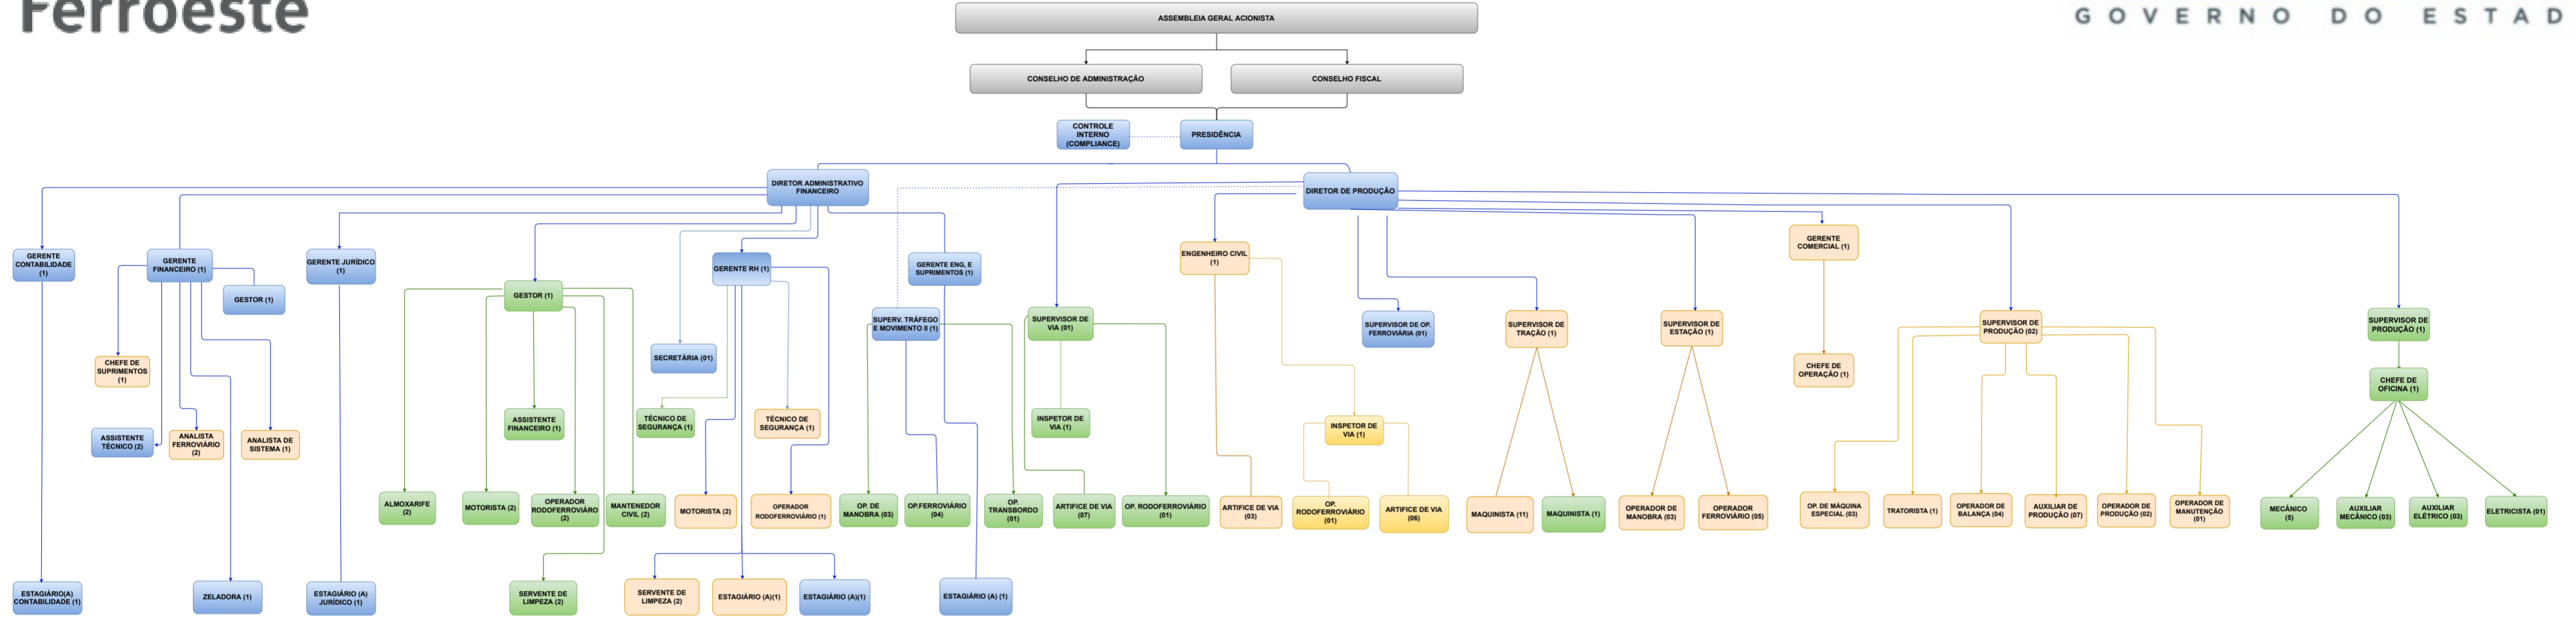 Ferroeste
GOVERNO DO ESTAD
ASSEMBLEIA GERAL ACIONISTA
CONSELHO DE ADMINISTRAÇÃO
CONSELHO FISCAL
CONTROLE
INTERNO
(COMPLIANCE)
PRESIDÊNCIA
DIRETOR ADMINISTRATIVO
FINANCEIRO
DIRETOR DE PRODUÇÃO
GERENTE
CONTABILIDADE
(1)
GERENTE
FINANCEIRO (1)
GESTOR (1)
GERENTE JURÍDICO
(1)
GESTOR (1)
GERENTE RH (1)
GERENTE ENG, E
SUPRIMENTOS (1)
ENGENHEIRO CIVIL
(1)
GERENTE
COMERCIAL (1)
SUPERV. TRÁFEGO
E MOVIMENTO II (1)
SUPERVISOR DE
VIA (01)
SUPERVISOR DE OP.
FERROVIÁRIA (01)
SUPERVISOR DE
TRAÇÃO (1)
SUPERVISOR DE
ESTAÇÃO (1)
SUPERVISOR DE
PRODUÇÃO (02)
SUPERVISOR DE
PRODUÇÃO (1)
CHEFE DE
SUPRIMENTOS
(1)
SECRETÁRIA (01)
CHEFE DE
OPERAÇÃO (1)
CHEFE DE
OFICINA (1)
ASSISTENTE
TÉCNICO (2)
ANALISTA
FERROVIÁRIO
(2)
ANALISTA DE
SISTEMA (1)
ASSISTENTE
FINANCEIRO (1)
TÉCNICO DE
SEGURANÇA (1)
TÉCNICO DE
SEGURANÇA (1)
INSPETOR DE
VIA (1)
INSPETOR DE
VIA (1)
ALMOXARIFE
(2)
MOTORISTA (2)
OPERADOR
RODOFERROVIÁRO
(2)
MANTENEDOR
CIVIL (2)
MOTORISTA (2)
OPERADOR
RODOFERROVIÁRIO (1)
OP. DE
MANOBRA (03)
OP.FERROVIÁRIO
(04)
OP.
TRANSBORDO
(01)
ARTIFICE DE VIA
(07)
OP. RODOFERROVIÁRIO
(01)
ARTIFICE DE VIA
(03)
OP.
RODOFERROVIÁRIO
(01)
ARTIFICE DE VIA
(06)
MAQUINISTA (11)
MAQUINISTA (1)
OPERADOR DE
MANOBRA (03)
OPERADOR
FERROVIÁRIO (05)
OP. DE MÁQUINA
ESPECIAL (03)
TRATORISTA (1)
OPERADOR DE
BALANÇA (04)
AUXILIAR DE
PRODUÇÃO (07)
OPERADOR DE
PRODUÇÃO (02)
OPERADOR DE
MANUTENÇÃO
(01)
MECÂNICO
(5)
AUXILIAR
MECÂNICO (03)
AUXILIAR
ELÉTRICO (03)
ELETRICISTA (01)
ESTAGIÁRIO(A)
CONTABILIDADE (1)
ZELADORA (1)
ESTAGIÁRIO (A)
JURÍDICO (1)
SERVENTE DE
LIMPEZA (2)
SERVENTE DE
LIMPEZA (2)
ESTAGIÁRIO (A)(1)
ESTAGIÁRIO (A)(1)
ESTAGIÁRIO (A) (1)